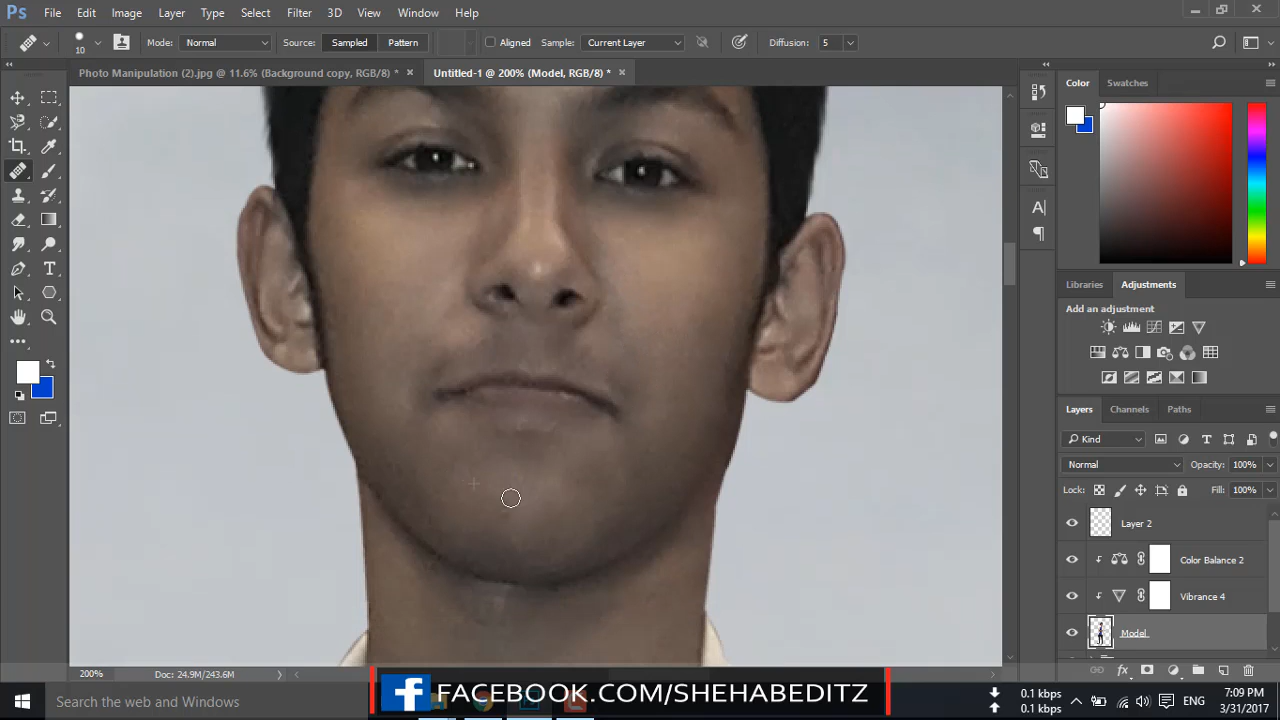 Ps File Edit Image Layer Type Select Filter 3D View Window Help
10 Mode: Normal Source: Sampled Pattern Aligned Sample: Current Layer Diffusion: 5
Photo Manipulation (2).jpg @ 11.6% (Background copy, RGB/8) * Untitled-1 @ 200% (Model, RGB/8) *
Color Swatches
Libraries Adjustments
Add an adjustment
Layers Channels Paths
Kind
Normal Opacity: 100%
Lock: Fill: 100%
Layer 2
Color Balance 2
Vibrance 4
Model
200% Doc: 24.9M/243.6M
Search the web and Windows
FACEBOOK.COM/SHEHABEDITZ
0.1 kbps
0.1 kbps
ENG
7:09 PM
3/31/2017